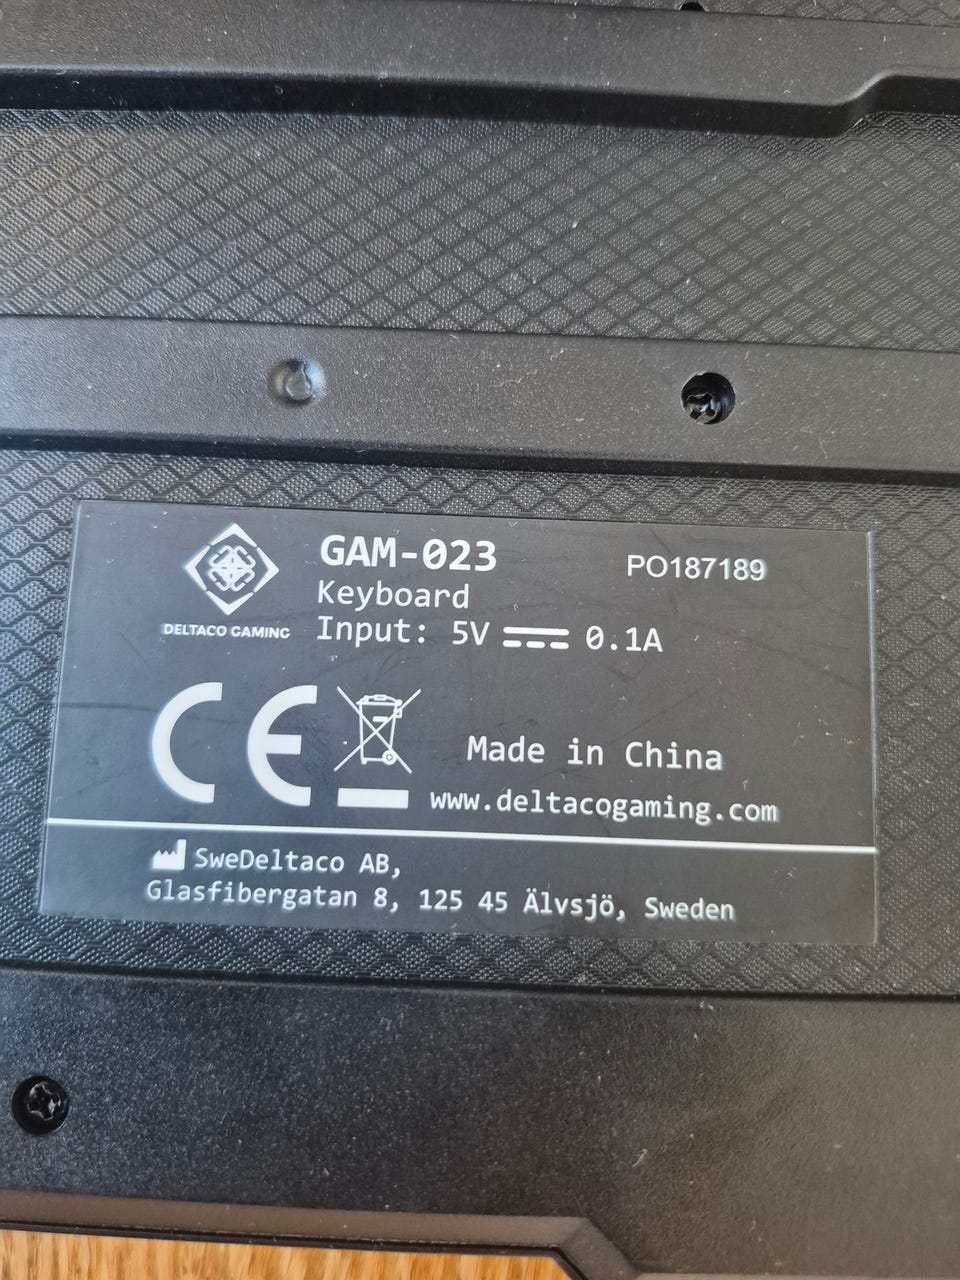 GAM-023
PO187189
Keyboard
DELTACO GAMING
Input: 5V 0.1A
CE
Made in China
www.deltacogaming.com
SweDeltaco AB,
Glasfibergatan 8, 125 45 Älvsjö, Sweden